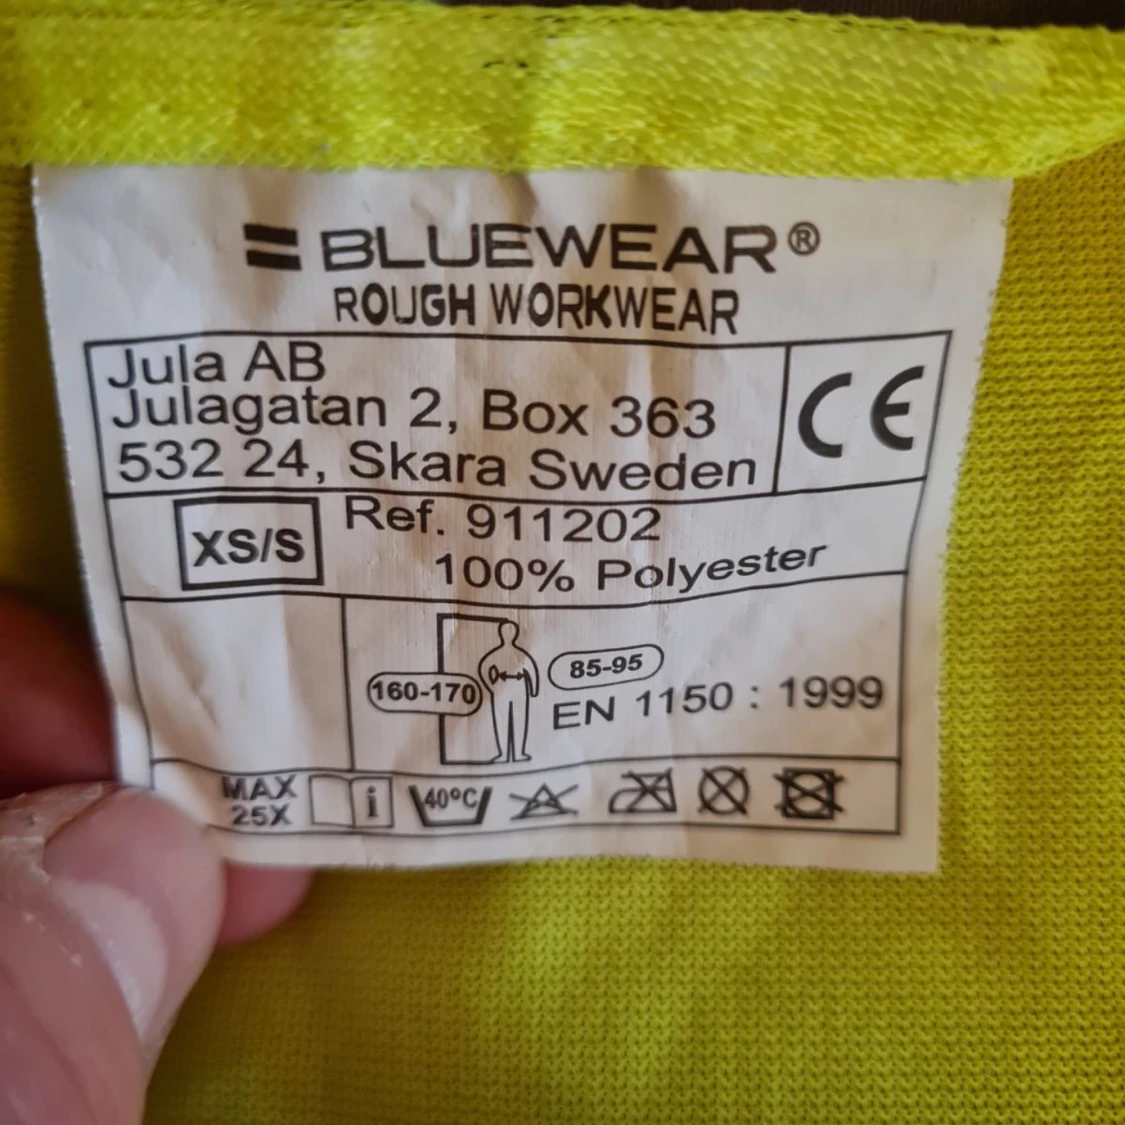 BLUEWEAR®
ROUGH WORKWEAR
Jula AB
Julagatan 2, Box 363
532 24, Skara Sweden
CE
XS/S
Ref. 911202
100% Polyester
160-170
85-95
EN 1150 : 1999
MAX
25X
i
40°C